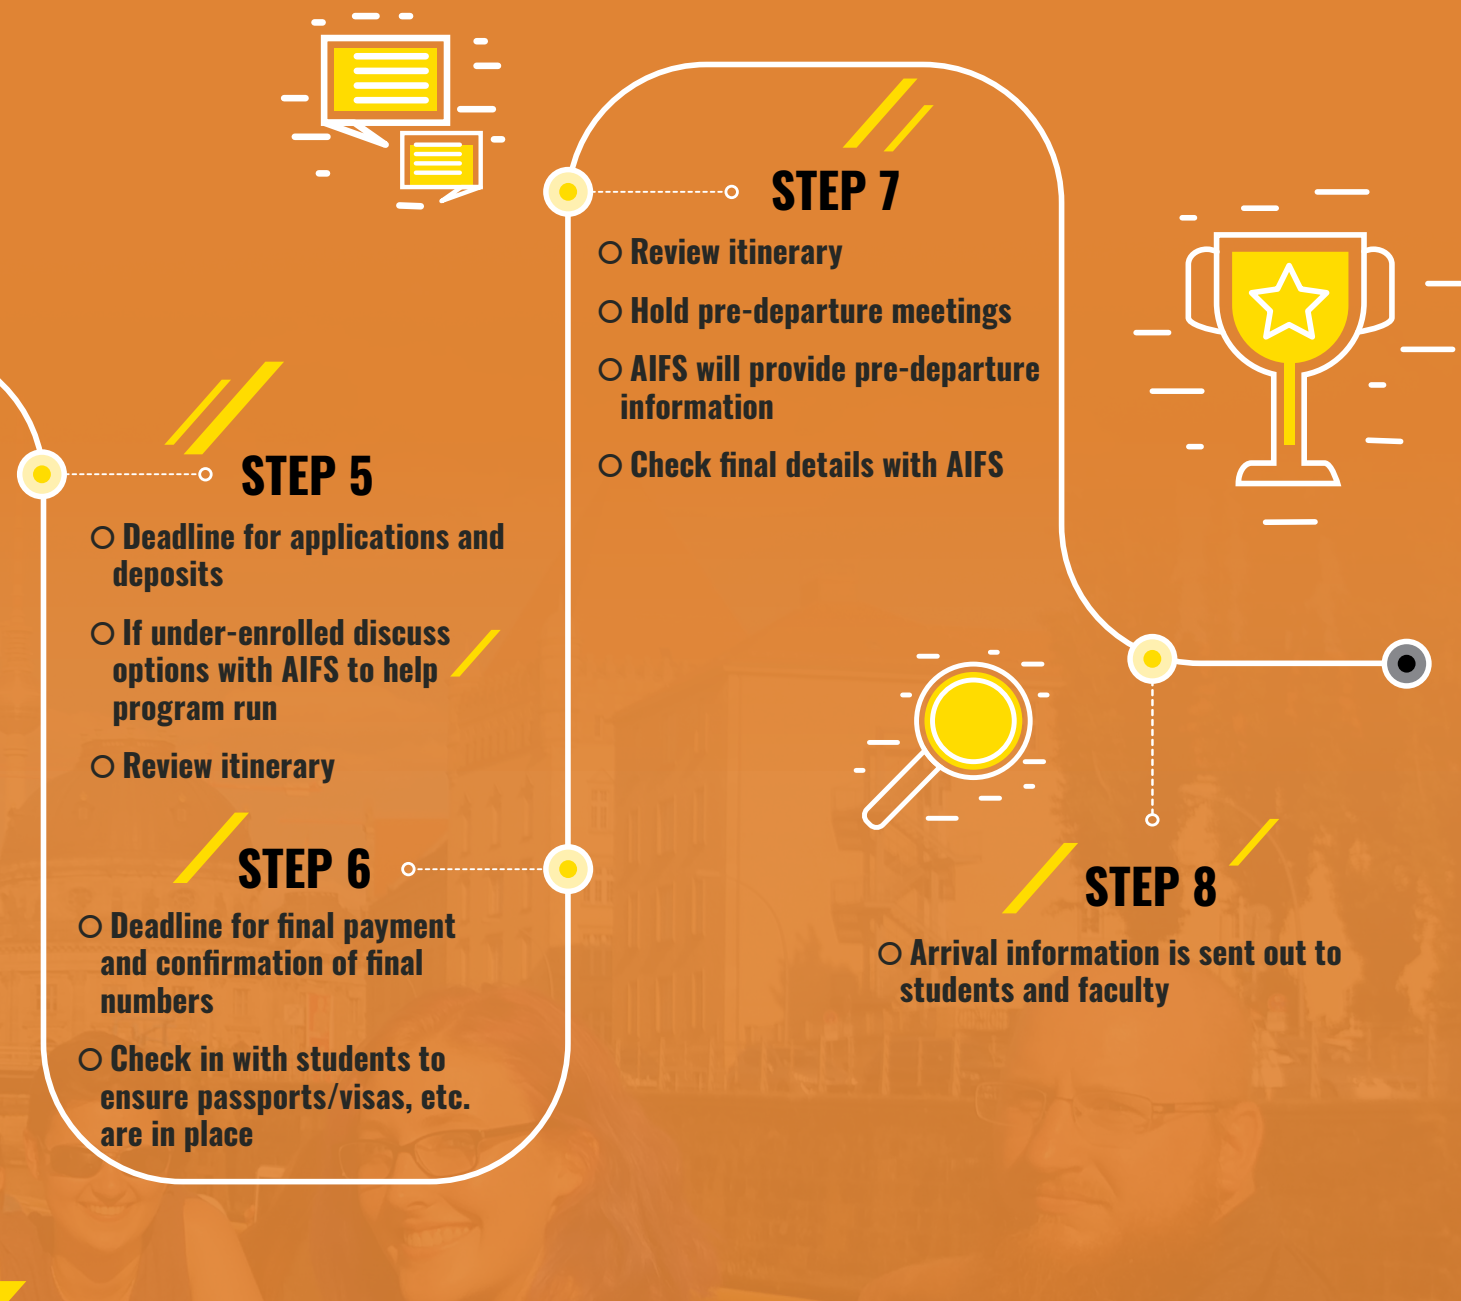 STEP 5
○ Deadline for applications and
deposits
○ If under-enrolled discuss
options with AIFS to help
program run
○ Review itinerary
STEP 6
○ Deadline for final payment
and confirmation of final
numbers
○ Check in with students to
ensure passports/visas, etc.
are in place
STEP 7
○ Review itinerary
○ Hold pre-departure meetings
○ AIFS will provide pre-departure
information
○ Check final details with AIFS
STEP 8
○ Arrival information is sent out to
students and faculty